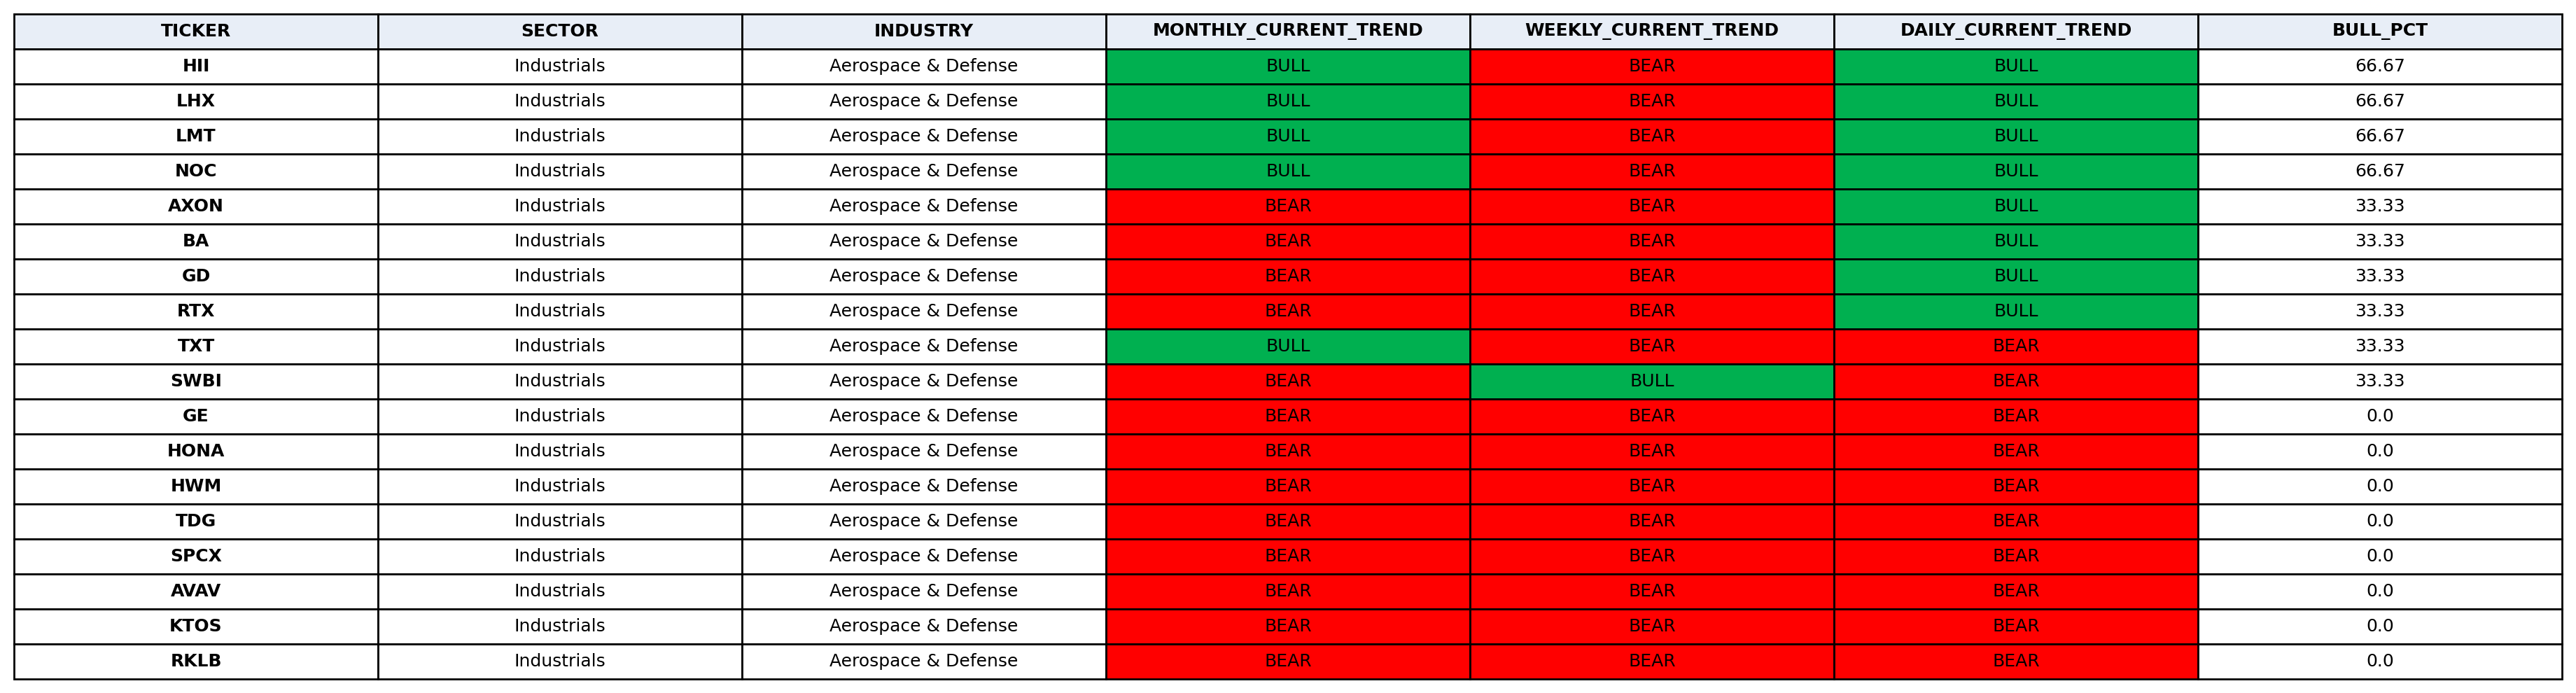 TICKER SECTOR INDUSTRY MONTHLY_CURRENT_TREND WEEKLY_CURRENT_TREND DAILY_CURRENT_TREND BULL_PCT
HII Industrials Aerospace & Defense BULL BEAR BULL 66.67
LHX Industrials Aerospace & Defense BULL BEAR BULL 66.67
LMT Industrials Aerospace & Defense BULL BEAR BULL 66.67
NOC Industrials Aerospace & Defense BULL BEAR BULL 66.67
AXON Industrials Aerospace & Defense BEAR BEAR BULL 33.33
BA Industrials Aerospace & Defense BEAR BEAR BULL 33.33
GD Industrials Aerospace & Defense BEAR BEAR BULL 33.33
RTX Industrials Aerospace & Defense BEAR BEAR BULL 33.33
TXT Industrials Aerospace & Defense BULL BEAR BEAR 33.33
SWBI Industrials Aerospace & Defense BEAR BULL BEAR 33.33
GE Industrials Aerospace & Defense BEAR BEAR BEAR 0.0
HONA Industrials Aerospace & Defense BEAR BEAR BEAR 0.0
HWM Industrials Aerospace & Defense BEAR BEAR BEAR 0.0
TDG Industrials Aerospace & Defense BEAR BEAR BEAR 0.0
SPCX Industrials Aerospace & Defense BEAR BEAR BEAR 0.0
AVAV Industrials Aerospace & Defense BEAR BEAR BEAR 0.0
KTOS Industrials Aerospace & Defense BEAR BEAR BEAR 0.0
RKLB Industrials Aerospace & Defense BEAR BEAR BEAR 0.0